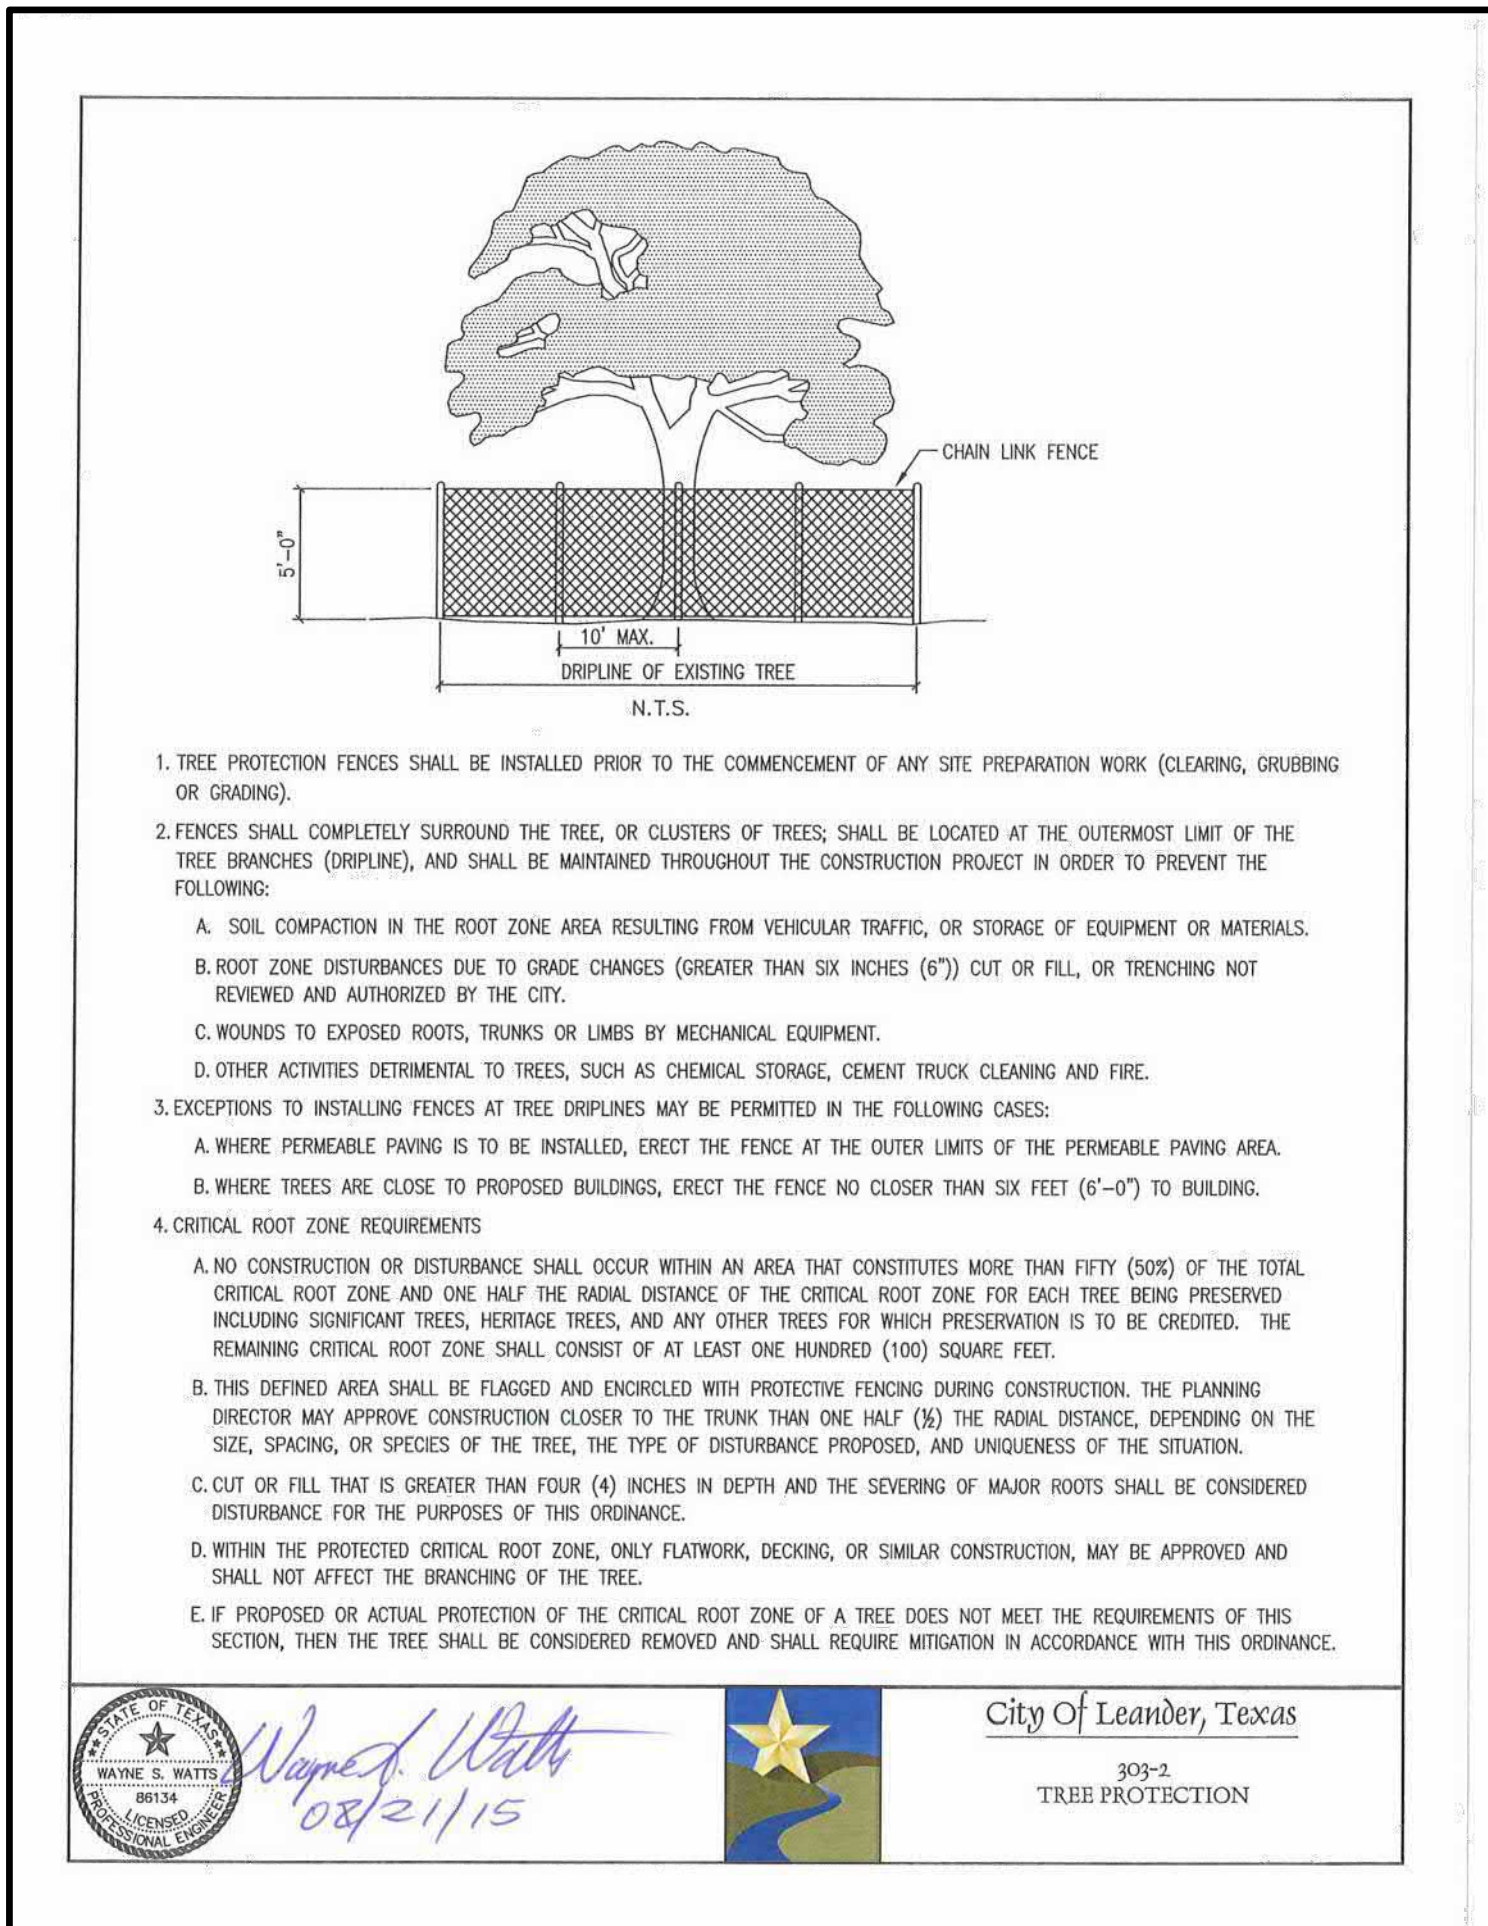 CHAIN LINK FENCE
5'-0"
10' MAX.
DRIPLINE OF EXISTING TREE
N.T.S.
1. TREE PROTECTION FENCES SHALL BE INSTALLED PRIOR TO THE COMMENCEMENT OF ANY SITE PREPARATION WORK (CLEARING, GRUBBING
OR GRADING).
2. FENCES SHALL COMPLETELY SURROUND THE TREE, OR CLUSTERS OF TREES; SHALL BE LOCATED AT THE OUTERMOST LIMIT OF THE
TREE BRANCHES (DRIPLINE), AND SHALL BE MAINTAINED THROUGHOUT THE CONSTRUCTION PROJECT IN ORDER TO PREVENT THE
FOLLOWING:
A. SOIL COMPACTION IN THE ROOT ZONE AREA RESULTING FROM VEHICULAR TRAFFIC, OR STORAGE OF EQUIPMENT OR MATERIALS.
B. ROOT ZONE DISTURBANCES DUE TO GRADE CHANGES (GREATER THAN SIX INCHES (6")) CUT OR FILL, OR TRENCHING NOT
REVIEWED AND AUTHORIZED BY THE CITY.
C. WOUNDS TO EXPOSED ROOTS, TRUNKS OR LIMBS BY MECHANICAL EQUIPMENT.
D. OTHER ACTIVITIES DETRIMENTAL TO TREES, SUCH AS CHEMICAL STORAGE, CEMENT TRUCK CLEANING AND FIRE.
3. EXCEPTIONS TO INSTALLING FENCES AT TREE DRIPLINES MAY BE PERMITTED IN THE FOLLOWING CASES:
A. WHERE PERMEABLE PAVING IS TO BE INSTALLED, ERECT THE FENCE AT THE OUTER LIMITS OF THE PERMEABLE PAVING AREA.
B. WHERE TREES ARE CLOSE TO PROPOSED BUILDINGS, ERECT THE FENCE NO CLOSER THAN SIX FEET (6'-0") TO BUILDING.
4. CRITICAL ROOT ZONE REQUIREMENTS
A. NO CONSTRUCTION OR DISTURBANCE SHALL OCCUR WITHIN AN AREA THAT CONSTITUTES MORE THAN FIFTY (50%) OF THE TOTAL
CRITICAL ROOT ZONE AND ONE HALF THE RADIAL DISTANCE OF THE CRITICAL ROOT ZONE FOR EACH TREE BEING PRESERVED
INCLUDING SIGNIFICANT TREES, HERITAGE TREES, AND ANY OTHER TREES FOR WHICH PRESERVATION IS TO BE CREDITED. THE
REMAINING CRITICAL ROOT ZONE SHALL CONSIST OF AT LEAST ONE HUNDRED (100) SQUARE FEET.
B. THIS DEFINED AREA SHALL BE FLAGGED AND ENCIRCLED WITH PROTECTIVE FENCING DURING CONSTRUCTION. THE PLANNING
DIRECTOR MAY APPROVE CONSTRUCTION CLOSER TO THE TRUNK THAN ONE HALF (½) THE RADIAL DISTANCE, DEPENDING ON THE
SIZE, SPACING, OR SPECIES OF THE TREE, THE TYPE OF DISTURBANCE PROPOSED, AND UNIQUENESS OF THE SITUATION.
C. CUT OR FILL THAT IS GREATER THAN FOUR (4) INCHES IN DEPTH AND THE SEVERING OF MAJOR ROOTS SHALL BE CONSIDERED
DISTURBANCE FOR THE PURPOSES OF THIS ORDINANCE.
D. WITHIN THE PROTECTED CRITICAL ROOT ZONE, ONLY FLATWORK, DECKING, OR SIMILAR CONSTRUCTION, MAY BE APPROVED AND
SHALL NOT AFFECT THE BRANCHING OF THE TREE.
E. IF PROPOSED OR ACTUAL PROTECTION OF THE CRITICAL ROOT ZONE OF A TREE DOES NOT MEET THE REQUIREMENTS OF THIS
SECTION, THEN THE TREE SHALL BE CONSIDERED REMOVED AND SHALL REQUIRE MITIGATION IN ACCORDANCE WITH THIS ORDINANCE.
STATE OF TEXAS
WAYNE S. WATTS
86134
LICENSED
PROFESSIONAL ENGINEER
Wayne S. Watts
08/21/15
City Of Leander, Texas
303-2
TREE PROTECTION